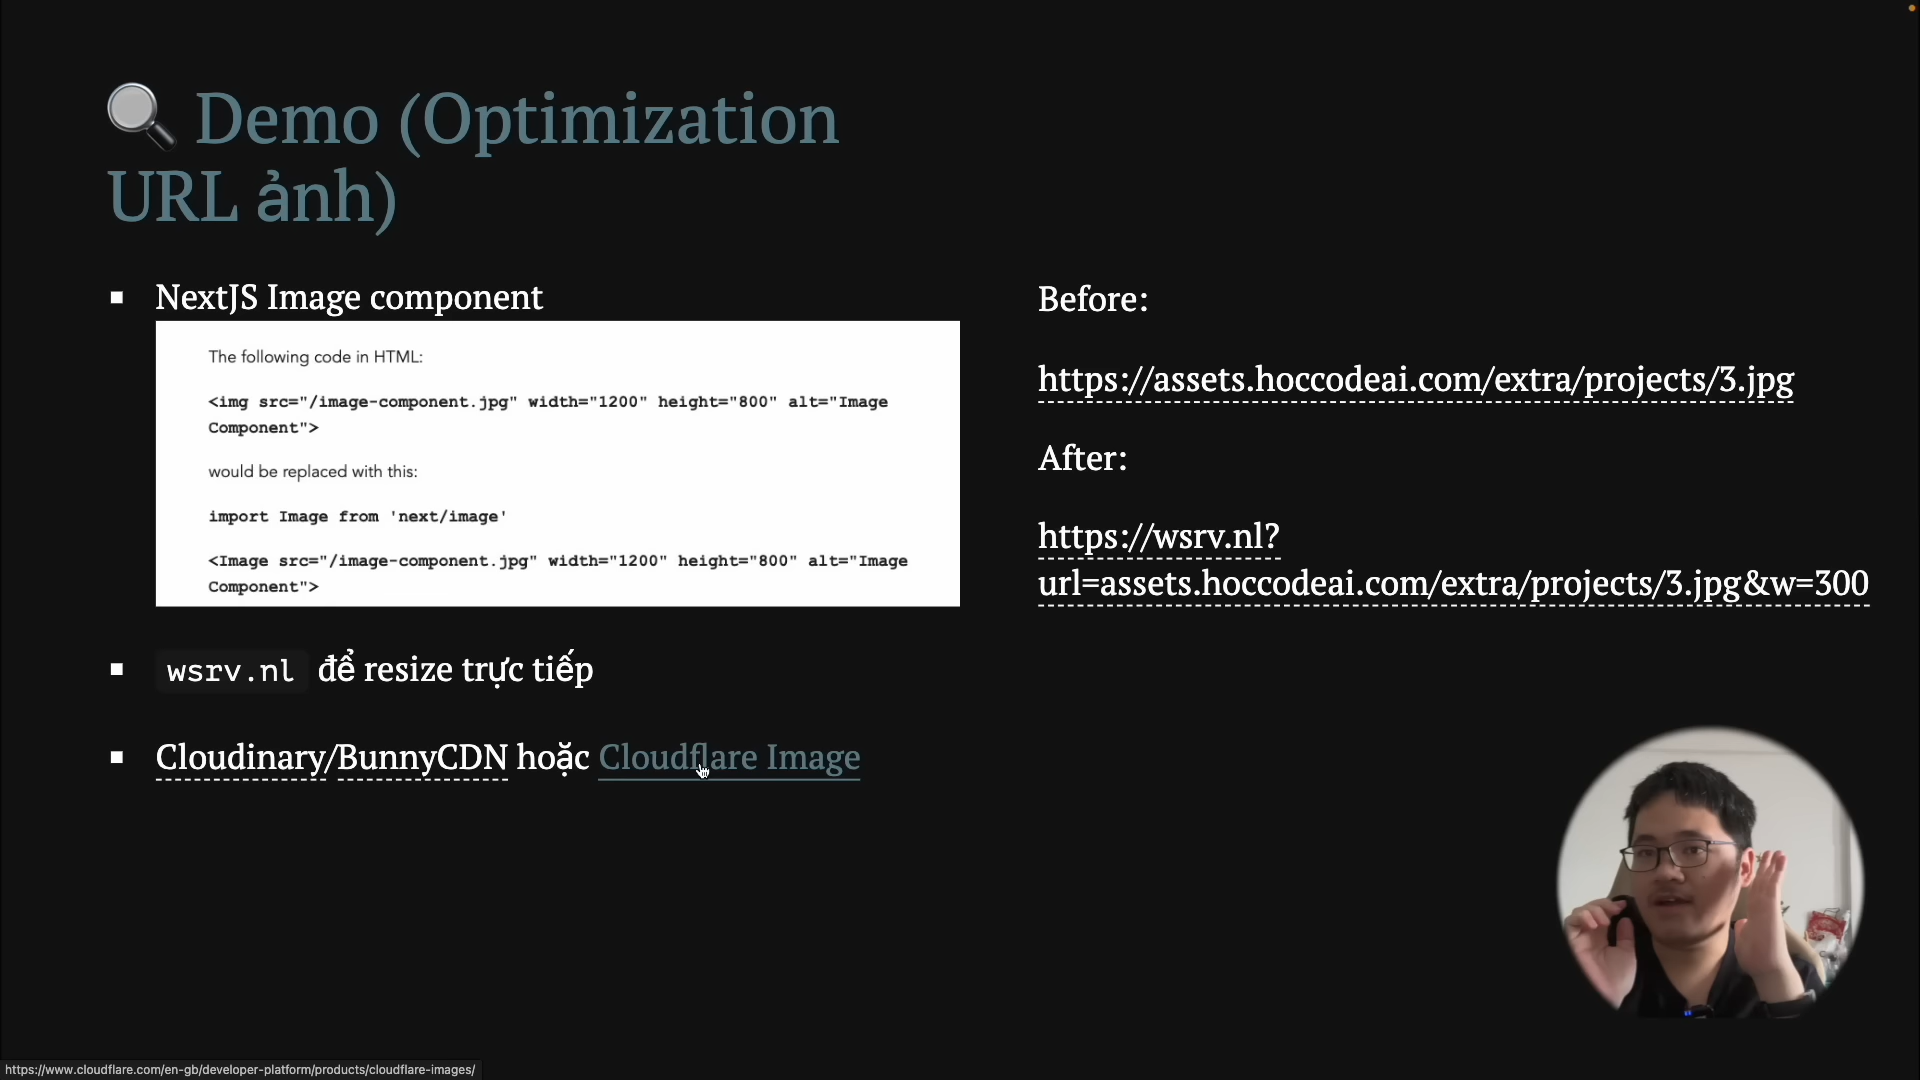 Demo (Optimization
URL ảnh)
NextJS Image component
The following code in HTML:
<img src="/image-component.jpg" width="1200" height="800" alt="Image
Component">
would be replaced with this:
import Image from 'next/image'
<Image src="/image-component.jpg" width="1200" height="800" alt="Image
Component">
wsrv.nl để resize trực tiếp
Cloudinary/BunnyCDN hoặc Cloudflare Image
Before:
https://assets.hoccodeai.com/extra/projects/3.jpg
After:
https://wsrv.nl?
url=assets.hoccodeai.com/extra/projects/3.jpg&w=300
https://www.cloudflare.com/en-gb/developer-platform/products/cloudflare-images/